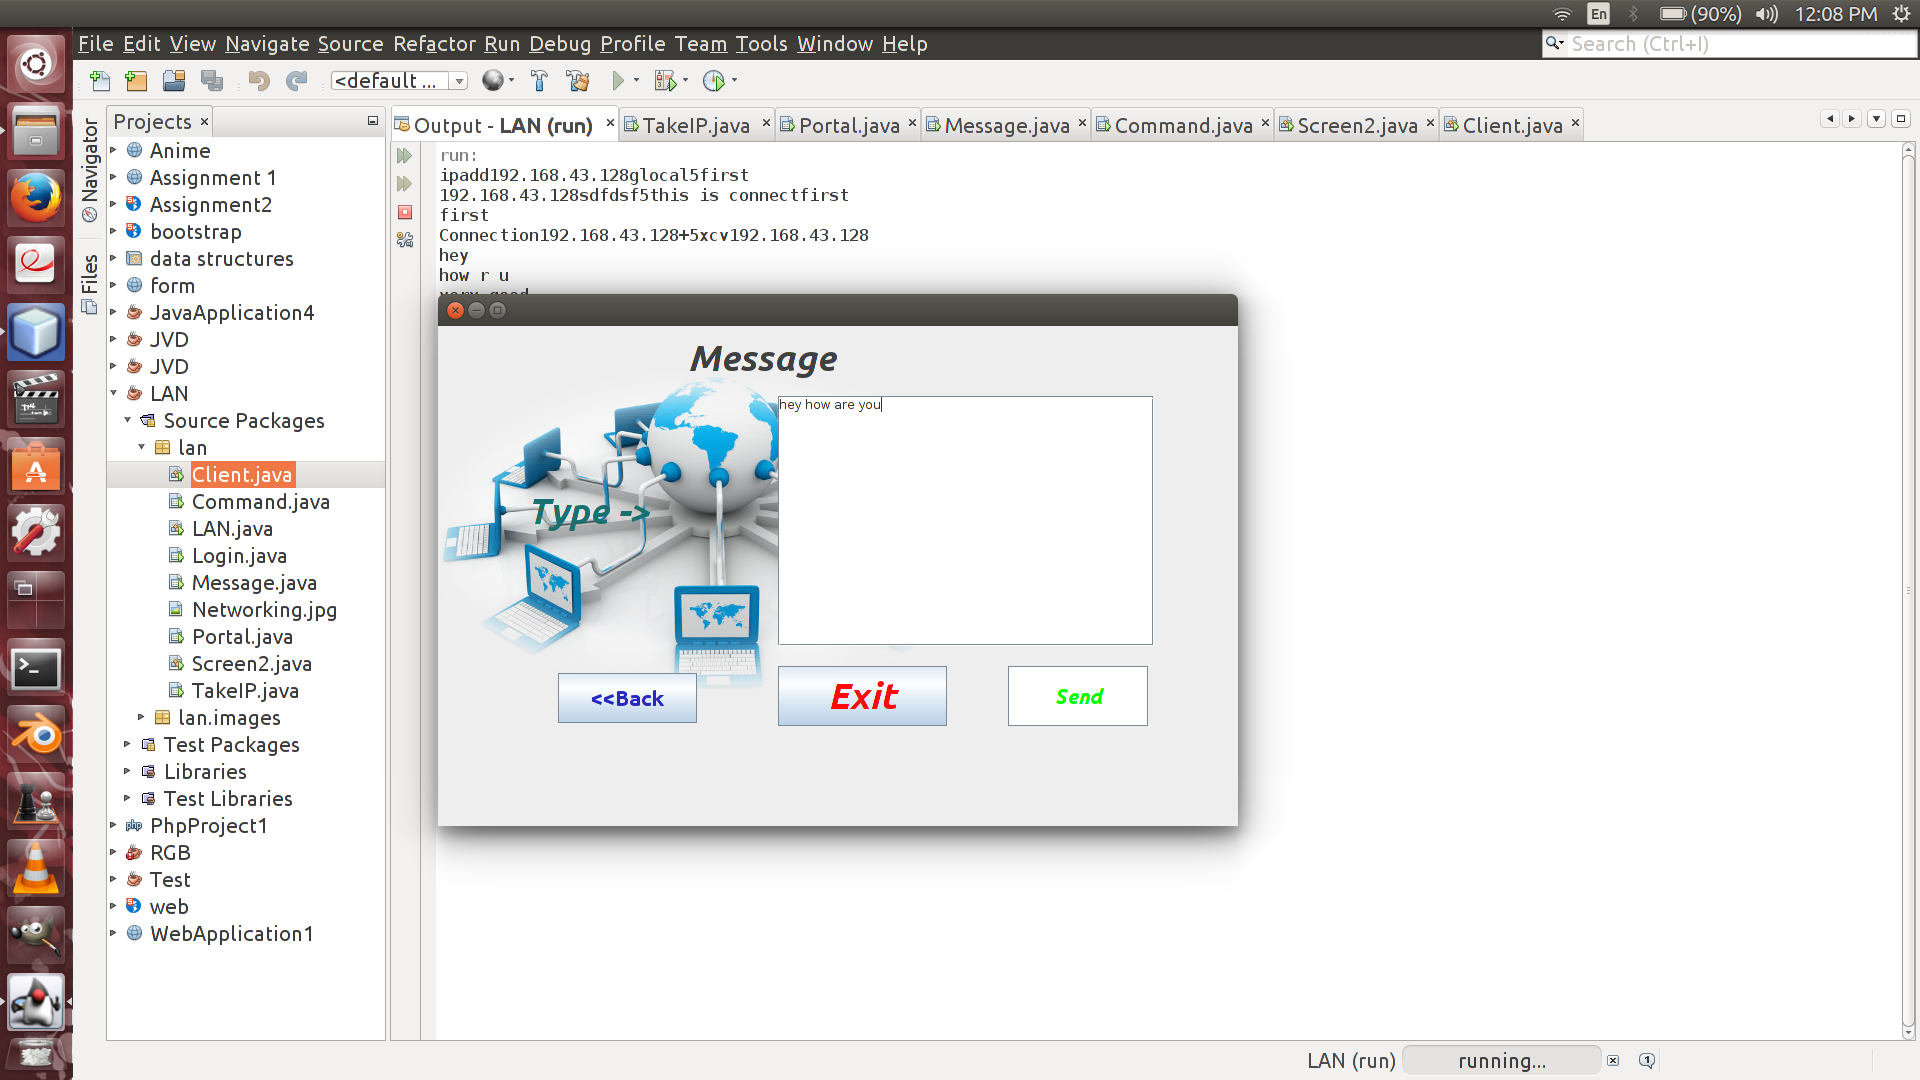 En (90%) 12:08 PM
File Edit View Navigate Source Refactor Run Debug Profile Team Tools Window Help
Search (Ctrl+I)
<default ...
Navigator
Files
Projects
Anime
Assignment 1
Assignment2
bootstrap
data structures
form
JavaApplication4
JVD
JVD
LAN
Source Packages
lan
Client.java
Command.java
LAN.java
Login.java
Message.java
Networking.jpg
Portal.java
Screen2.java
TakeIP.java
lan.images
Test Packages
Libraries
Test Libraries
PhpProject1
RGB
Test
web
WebApplication1
Output - LAN (run) TakeIP.java Portal.java Message.java Command.java Screen2.java Client.java
run:
ipadd192.168.43.128glocal5first
192.168.43.128sdfdsf5this is connectfirst
first
Connection192.168.43.128+5xcv192.168.43.128
hey
how r u
Message
hey how are you
Type ->
<<Back
Exit
Send
LAN (run) running...